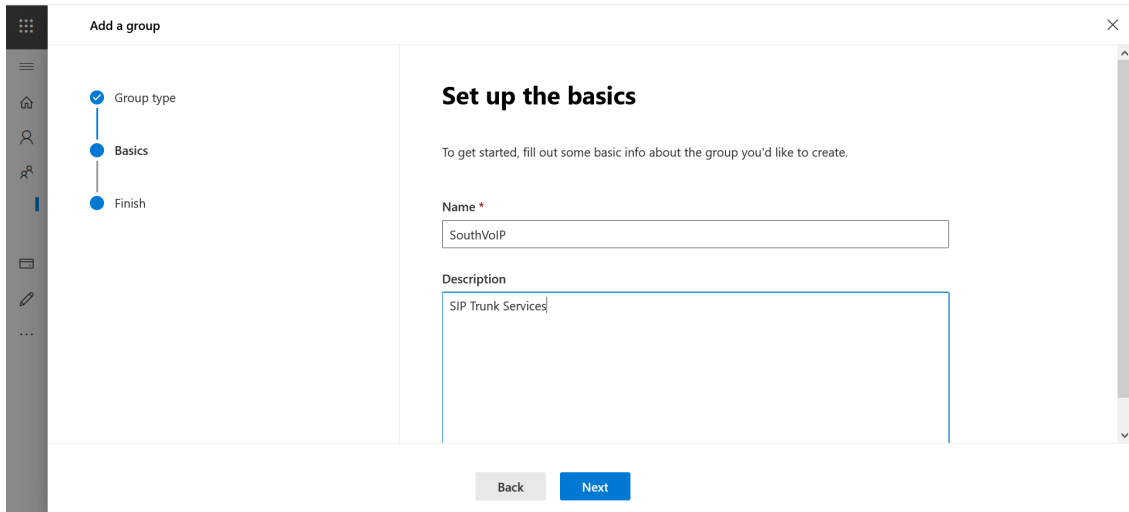 Add a group
Group type
Basics
Finish
Set up the basics
To get started, fill out some basic info about the group you'd like to create.
Name *
SouthVoIP
Description
SIP Trunk Services
Back
Next